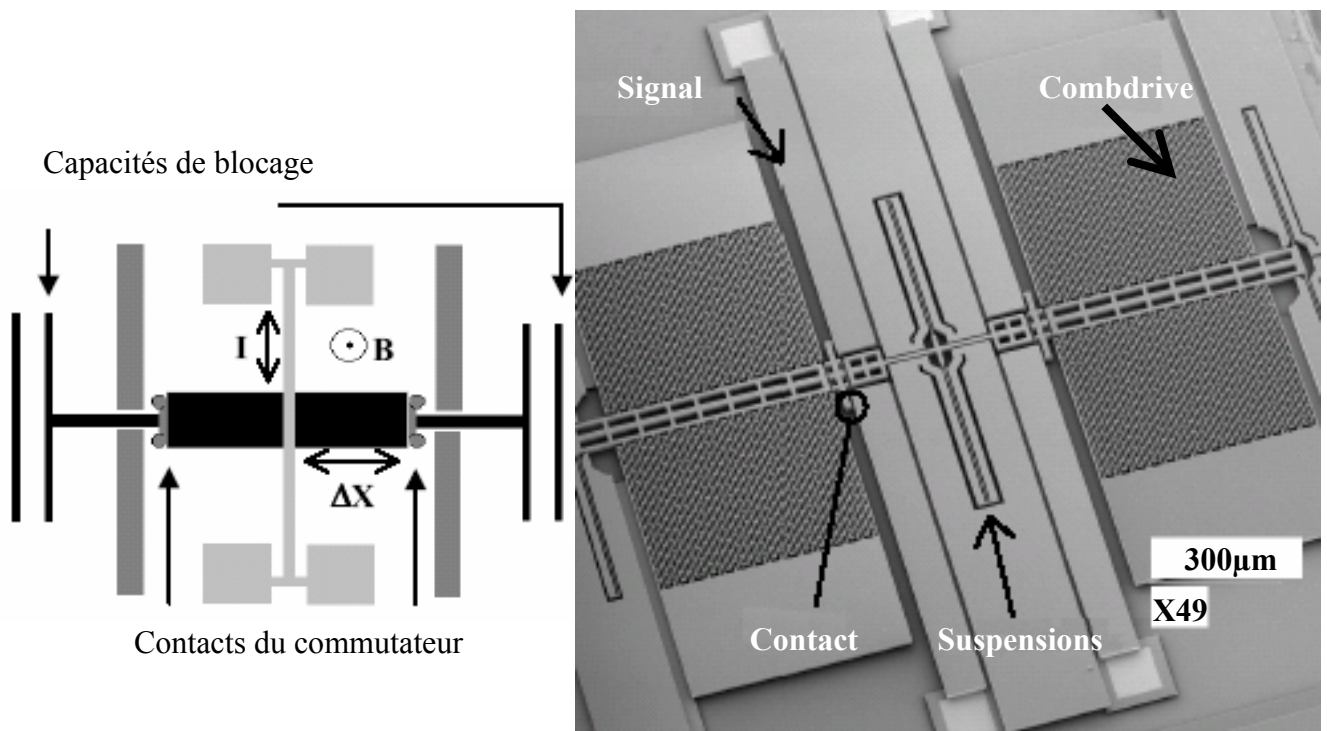 Capacités de blocage
I
B
ΔX
Contacts du commutateur
Signal
Combdrive
Contact
Suspensions
300µm
X49